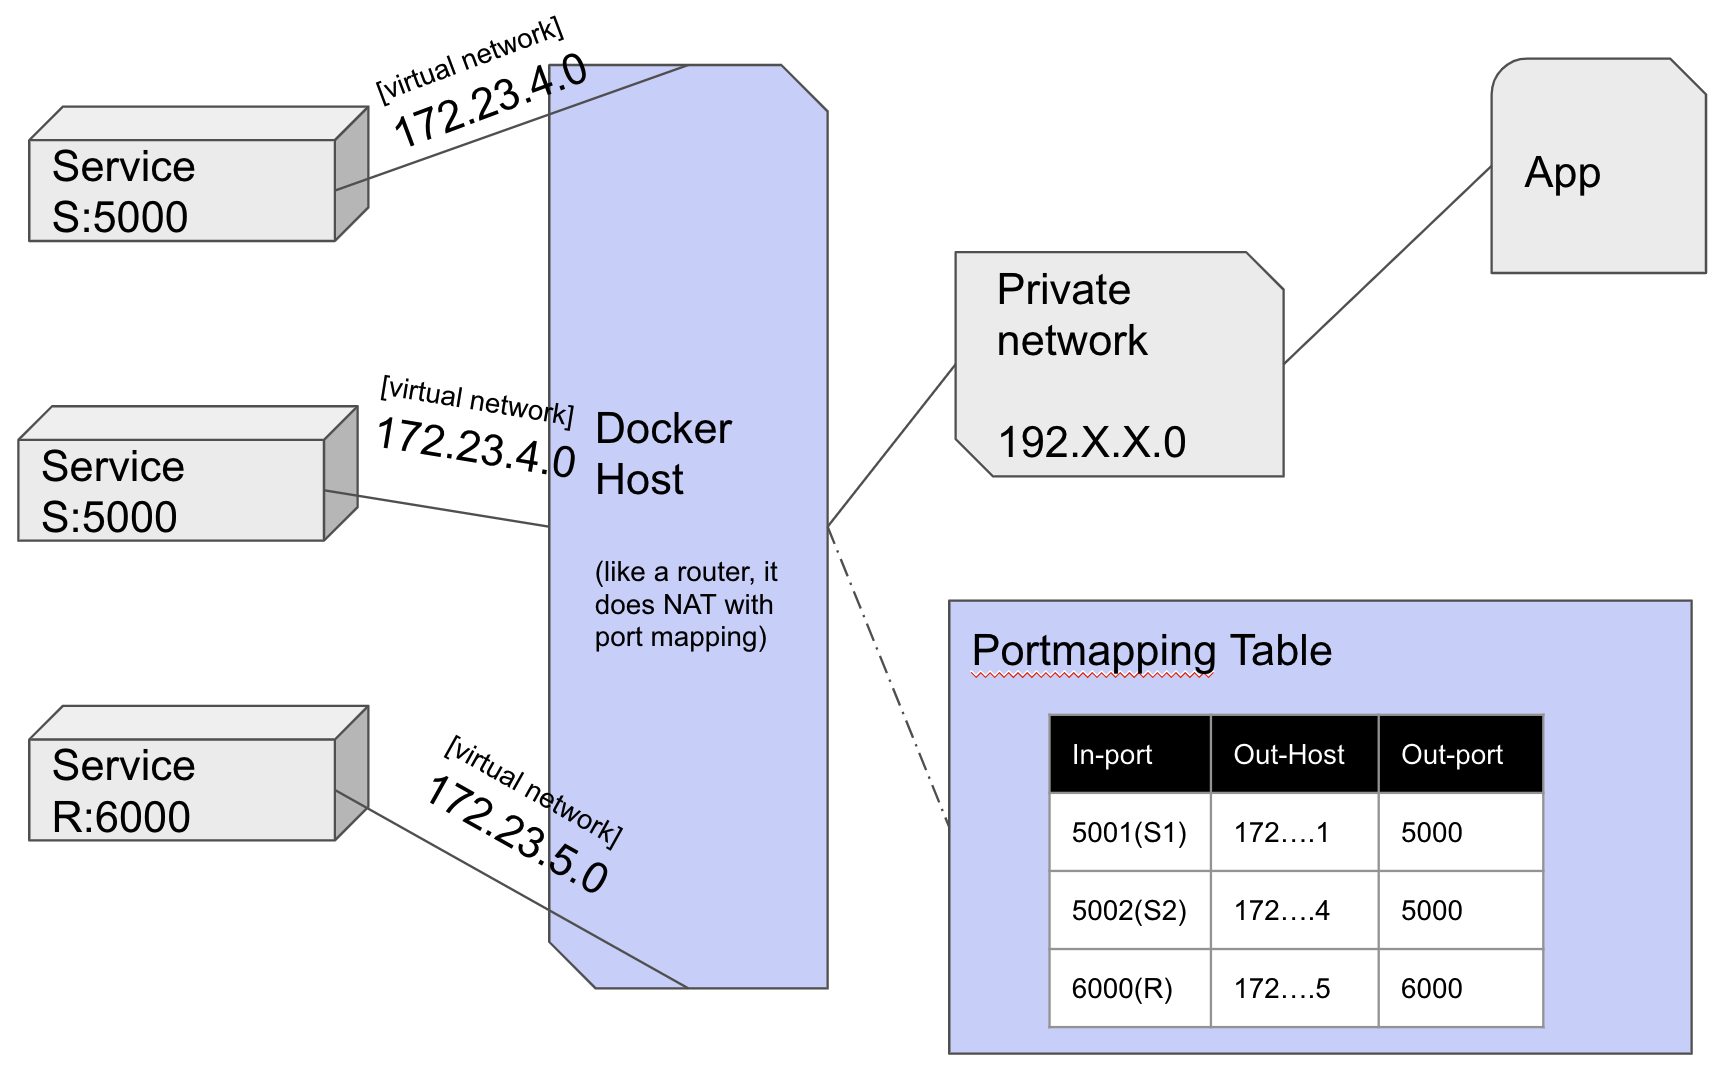 [virtual network]
172.23.4.0
Service
S:5000
App
Private
network
192.X.X.0
[virtual network]
172.23.4.0
Service
S:5000
Docker
Host
(like a router, it
does NAT with
port mapping)
Service
R:6000
[virtual network]
172.23.5.0
Portmapping Table
In-port Out-Host Out-port
5001(S1) 172....1 5000
5002(S2) 172....4 5000
6000(R) 172....5 6000